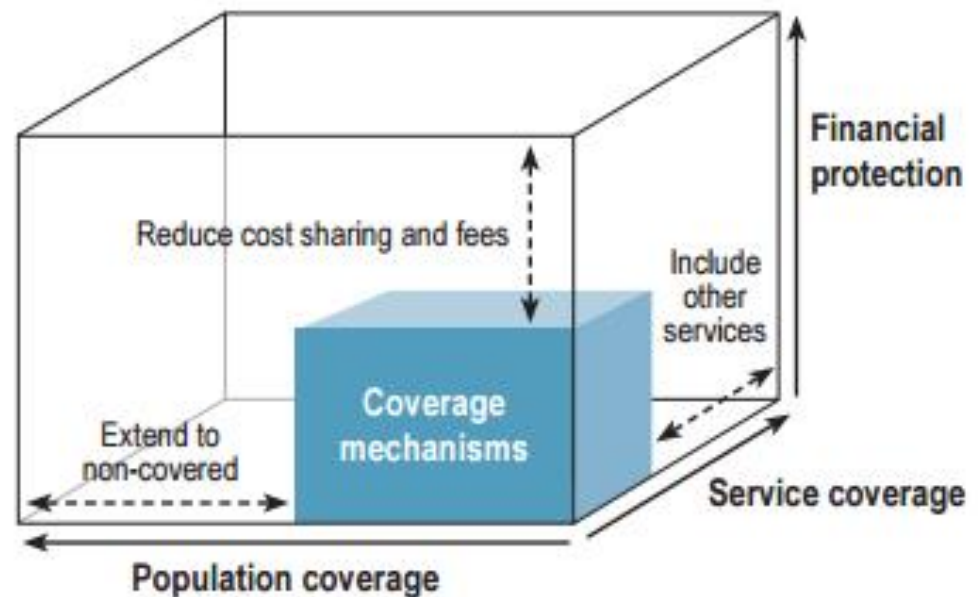 Financial
protection
Reduce cost sharing and fees
Include
other
services
Coverage
mechanisms
Extend to
non-covered
Service coverage
Population coverage